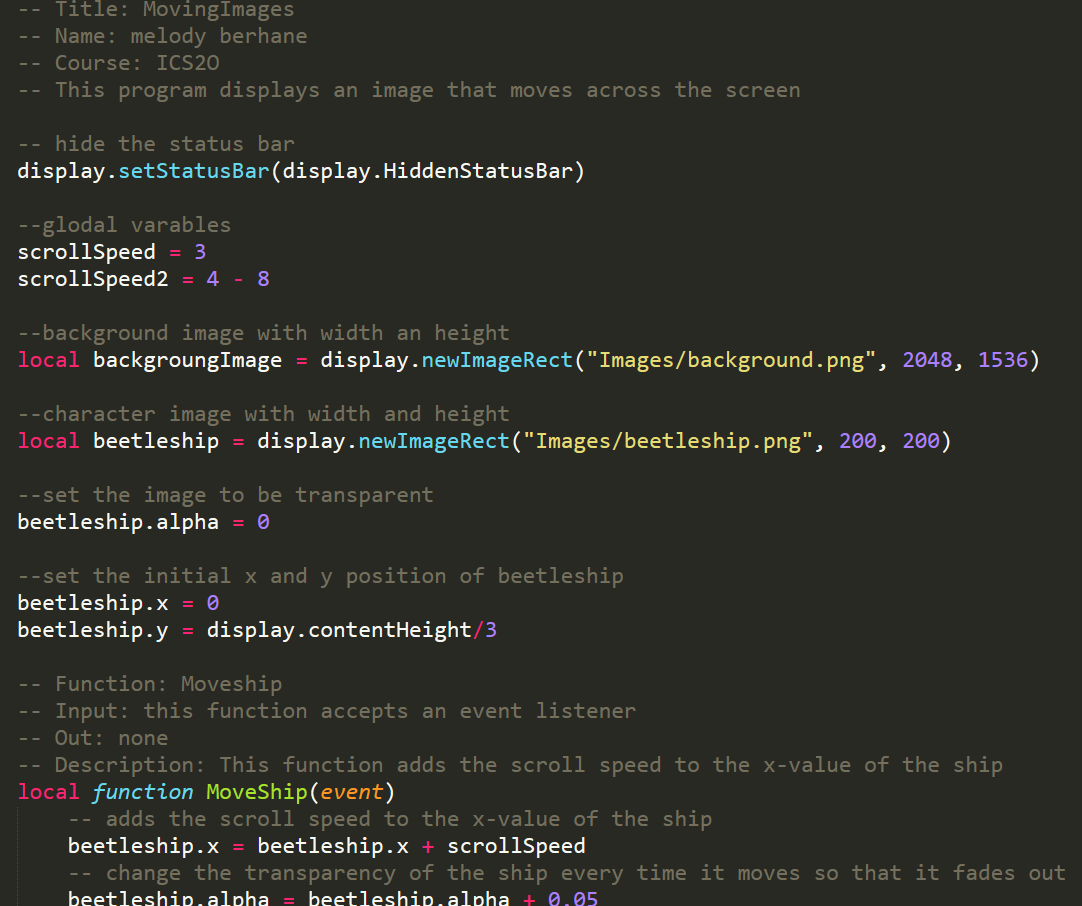 -- Title: MovingImages
-- Name: melody berhane
-- Course: ICS2O
-- This program displays an image that moves across the screen
-- hide the status bar
display.setStatusBar(display.HiddenStatusBar)
--glodal varables
scrollSpeed = 3
scrollSpeed2 = 4 - 8
--background image with width an height
local backgroungImage = display.newImageRect("Images/background.png", 2048, 1536)
--character image with width and height
local beetleship = display.newImageRect("Images/beetleship.png", 200, 200)
--set the image to be transparent
beetleship.alpha = 0
--set the initial x and y position of beetleship
beetleship.x = 0
beetleship.y = display.contentHeight/3
-- Function: Moveship
-- Input: this function accepts an event listener
-- Out: none
-- Description: This function adds the scroll speed to the x-value of the ship
local function MoveShip(event)
-- adds the scroll speed to the x-value of the ship
beetleship.x = beetleship.x + scrollSpeed
-- change the transparency of the ship every time it moves so that it fades out
beetleship.alpha = beetleship.alpha + 0.05